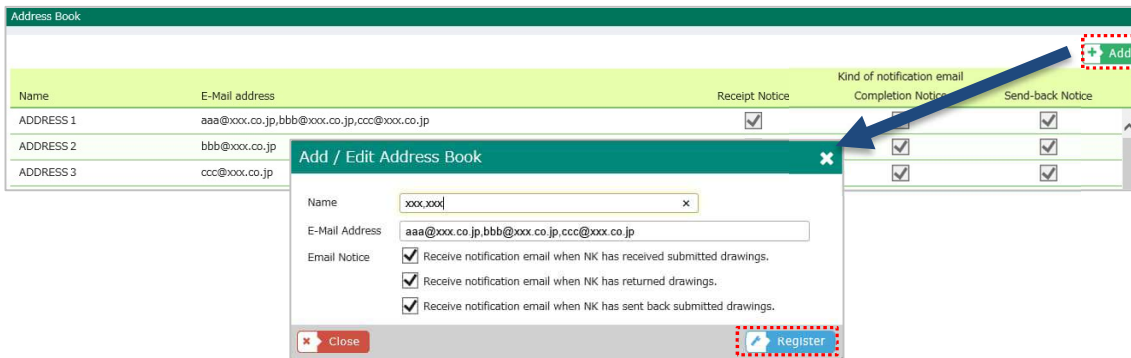 Address Book
Add
Kind of notification email
Name E-Mail address Receipt Notice Completion Notice Send-back Notice
ADDRESS 1 aaa@xxx.co.jp,bbb@xxx.co.jp,ccc@xxx.co.jp
ADDRESS 2 bbb@xxx.co.jp
ADDRESS 3 ccc@xxx.co.jp
Add / Edit Address Book
Name xxx,xxx
E-Mail Address aaa@xxx.co.jp,bbb@xxx.co.jp,ccc@xxx.co.jp
Email Notice Receive notification email when NK has received submitted drawings.
Receive notification email when NK has returned drawings.
Receive notification email when NK has sent back submitted drawings.
Close Register